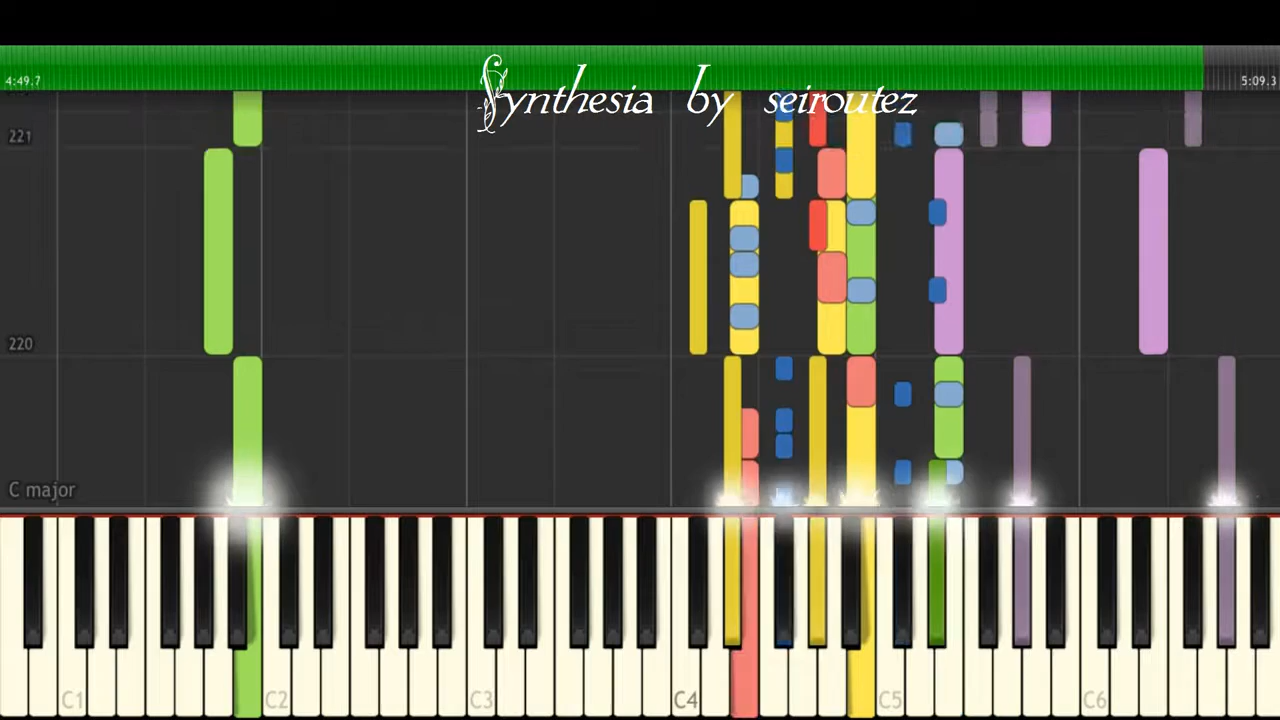 Synthesia by seiroutez
4:49.7
5:09.3
221
220
C major
C1 C2 C3 C4 C5 C6